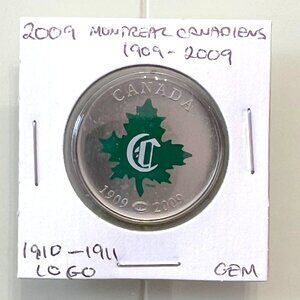 2009 MONTREAL CANADIENS
1909-2009
CANADA
C
1909 2009
1910-1911
LOGO
GEM